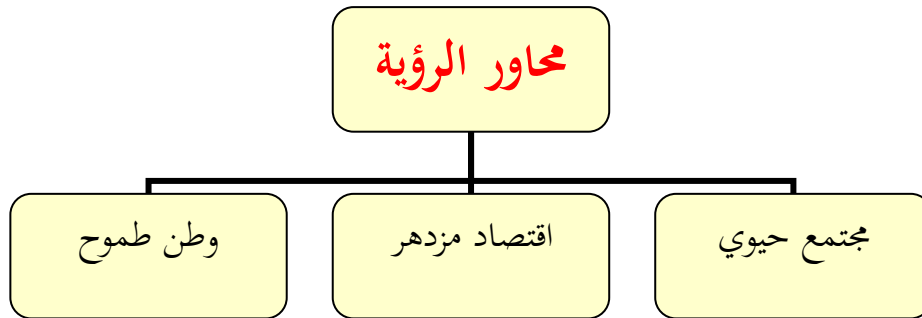 محاور الرؤية
مجتمع حيوي
اقتصاد مزدهر
وطن طموح